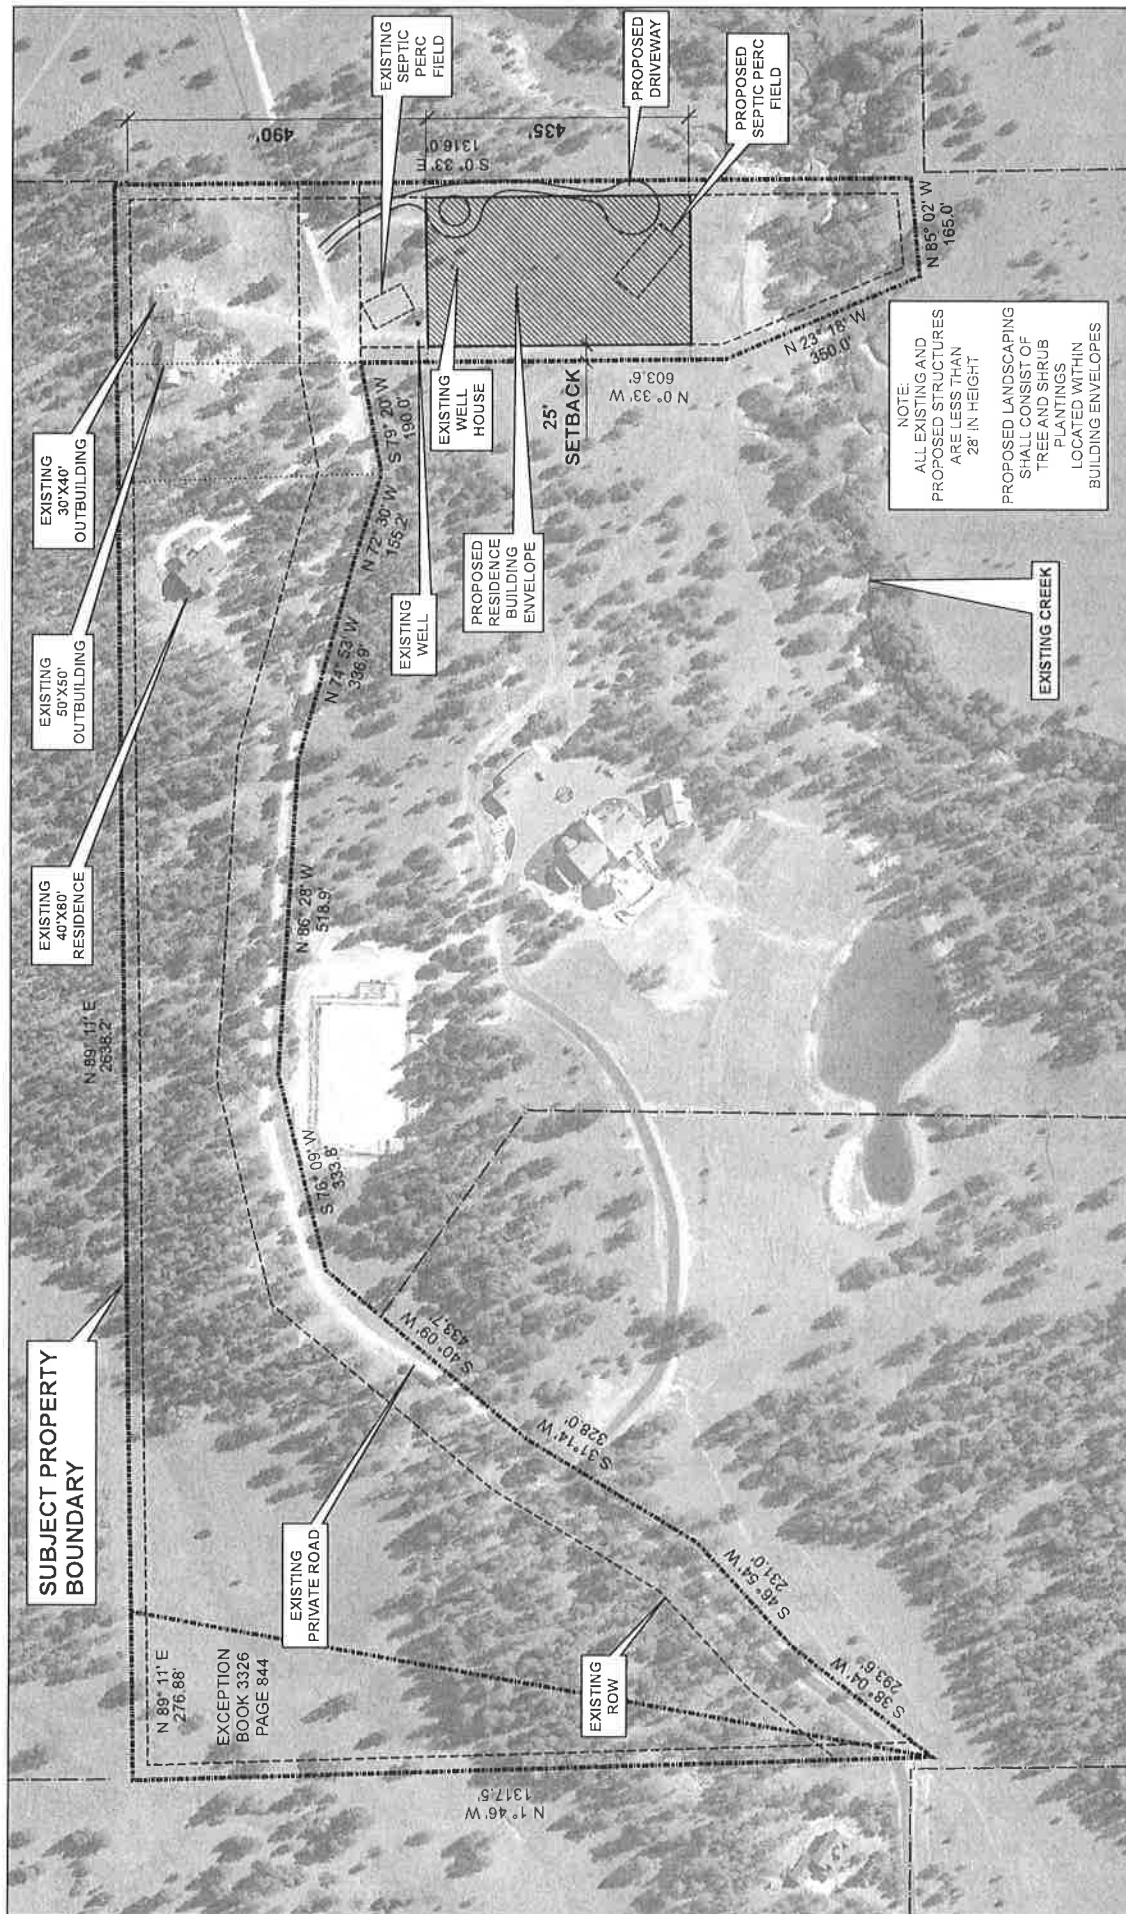 SUBJECT PROPERTY
BOUNDARY
N 89° 11' E
276.88'
EXCEPTION
BOOK 3326
PAGE 844
N 1° 46' W
1317.5'
EXISTING
PRIVATE ROAD
EXISTING
ROW
S 38° 04' W
293.6'
S 46° 54' W
231.0'
S 31°14' W
328.0'
S 40° 09' W
433.7'
S 76° 09' W
333.8'
N 89° 11' E
2638.2'
N 86° 28' W
518.9'
N 74° 53' W
336.9'
N 72° 30' W
155.2'
S 79° 20' W
190.0'
EXISTING
40'X60'
RESIDENCE
EXISTING
50'X50'
OUTBUILDING
EXISTING
30'X40'
OUTBUILDING
EXISTING
WELL
EXISTING
WELL
HOUSE
PROPOSED
RESIDENCE
BUILDING
ENVELOPE
25'
SETBACK
N 0° 33' W
603.6'
N 23° 18' W
350.0'
N 85° 02' W
165.0'
EXISTING
SEPTIC
PERC
FIELD
490'
435'
S 0° 33' E
1316.0'
PROPOSED
DRIVEWAY
PROPOSED
SEPTIC PERC
FIELD
EXISTING CREEK
NOTE:
ALL EXISTING AND
PROPOSED STRUCTURES
ARE LESS THAN
28' IN HEIGHT
PROPOSED LANDSCAPING
SHALL CONSIST OF
TREE AND SHRUB
PLANTINGS
LOCATED WITHIN
BUILDING ENVELOPES